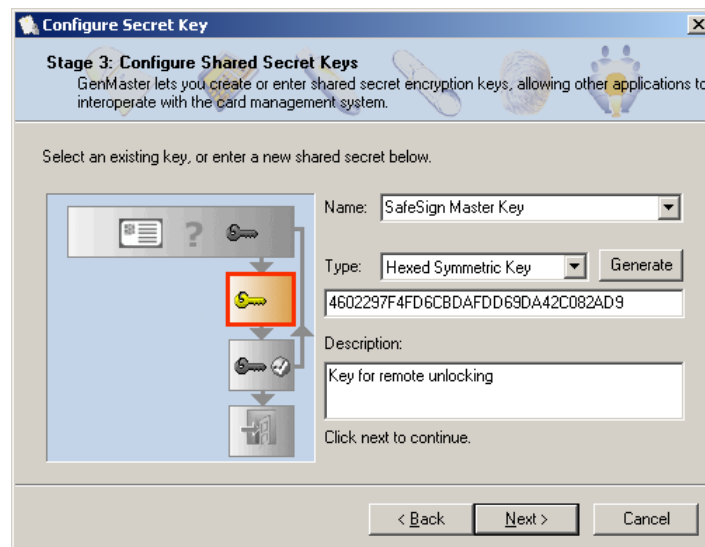 Configure Secret Key
Stage 3: Configure Shared Secret Keys
GenMaster lets you create or enter shared secret encryption keys, allowing other applications to
interoperate with the card management system.
Select an existing key, or enter a new shared secret below.
Name: SafeSign Master Key
?
Type: Hexed Symmetric Key Generate
4602297F4FD6CBDAFDD69DA42C082AD9
Description:
Key for remote unlocking
Click next to continue.
< Back Next > Cancel